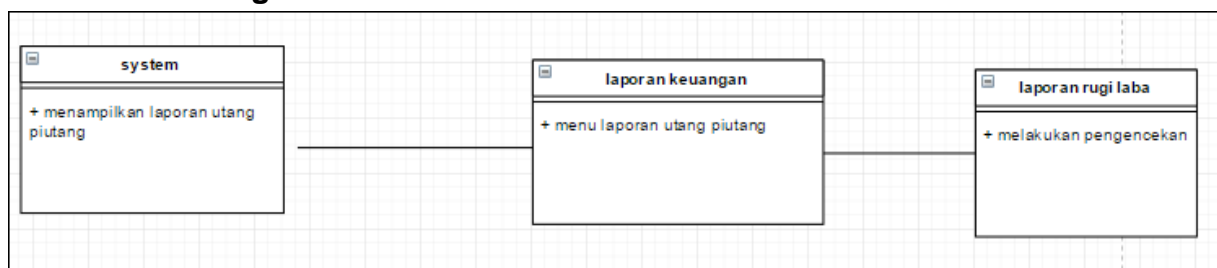 system
+ menampilkan laporan utang
piutang
laporan keuangan
+ menu laporan utang piutang
laporan rugi laba
+ melakukan pengencekan